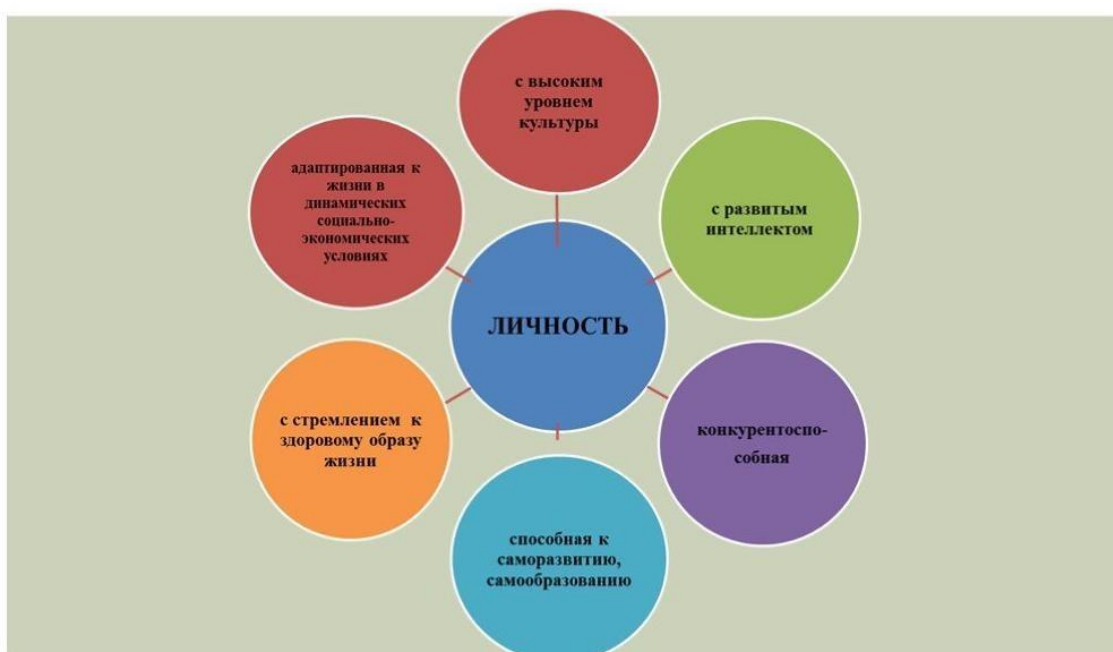 с высоким
уровнем
культуры
с развитым
интеллектом
конкурентоспо-
собная
способная к
саморазвитию,
самообразованию
с стремлением к
здоровому образу
жизни
адаптированная к
жизни в
динамических
социально-
экономических
условиях
ЛИЧНОСТЬ